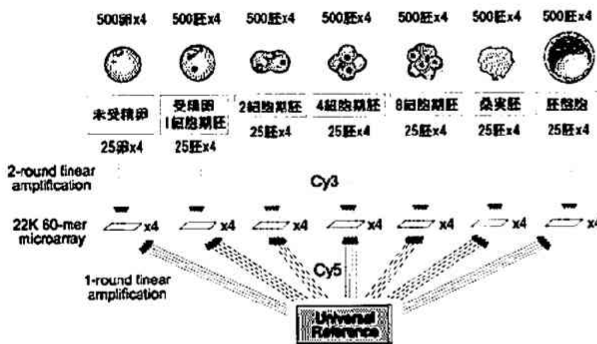 500卵x4 500胚x4 500胚x4 500胚x4 500胚x4 500胚x4 500胚x4
未受精卵 受精卵 2細胞期胚 4細胞期胚 8細胞期胚 桑実胚 胚盤胞
1細胞期胚
25卵x4 25胚x4 25胚x4 25胚x4 25胚x4 25胚x4 25胚x4
2-round linear
amplification
Cy3
22K 60-mer
microarray
x4 x4 x4 x4 x4 x4 x4
Cy5
1-round linear
amplification
Universal
Reference